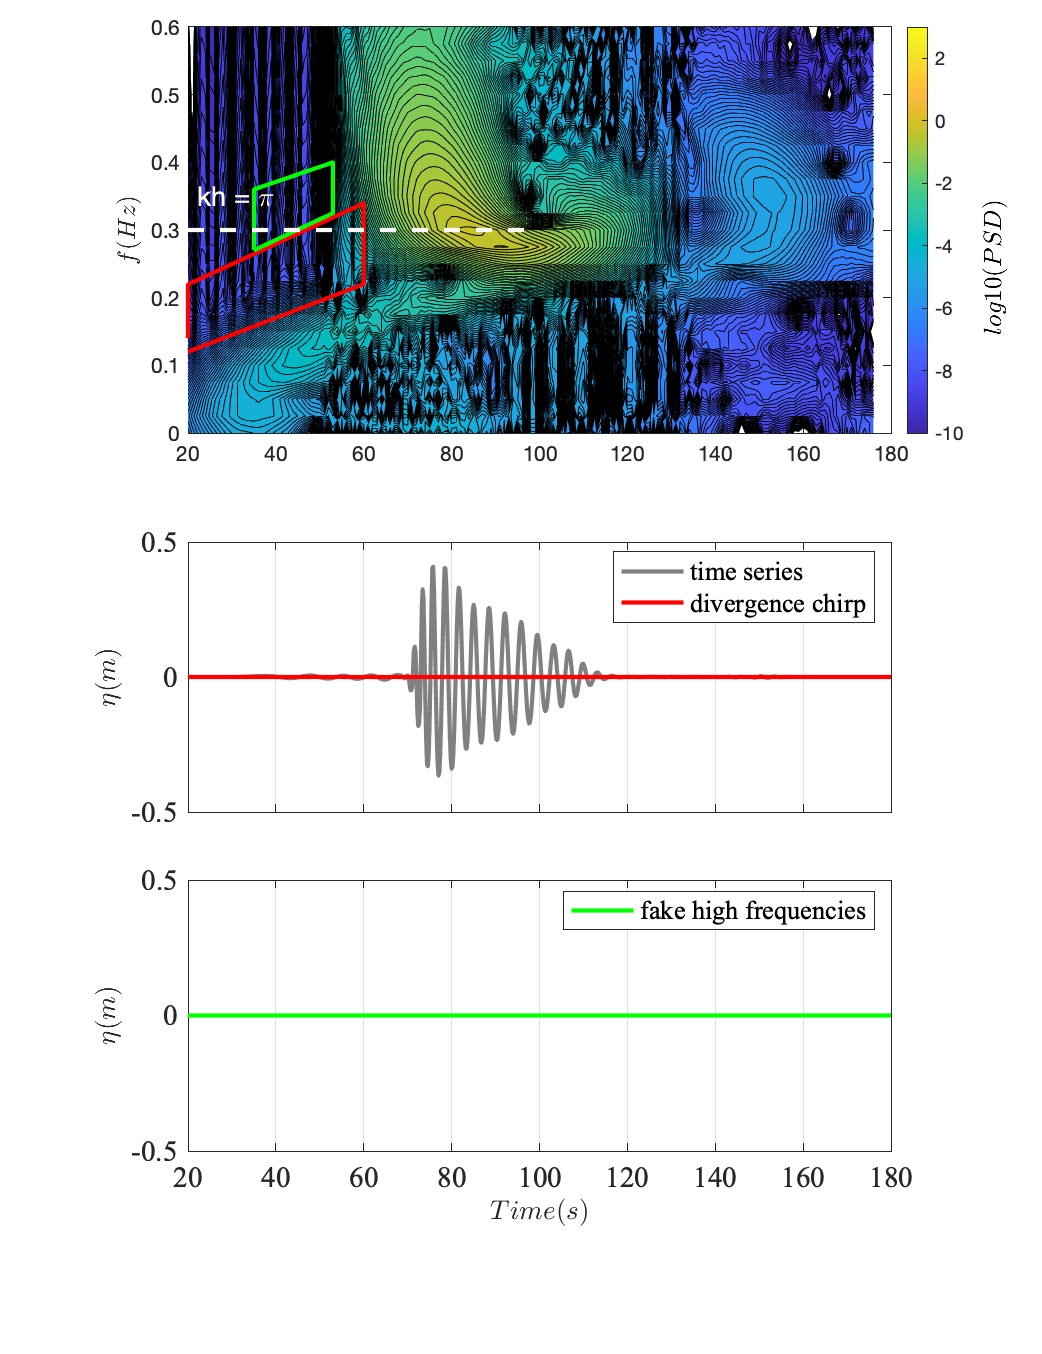 0.6
0.5
0.4
0.3
0.2
0.1
0
f(Hz)
kh = π
20 40 60 80 100 120 140 160 180
2
0
-2
-4
-6
-8
-10
log10(PSD)
0.5
0
-0.5
η(m)
time series
divergence chirp
0.5
0
-0.5
η(m)
fake high frequencies
20 40 60 80 100 120 140 160 180
Time(s)